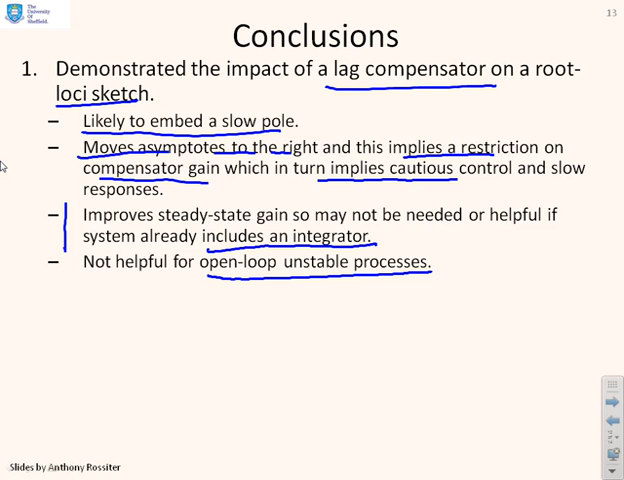 The
University
Of
Sheffield.
13
Conclusions
1. Demonstrated the impact of a lag compensator on a root-
loci sketch.
– Likely to embed a slow pole.
– Moves asymptotes to the right and this implies a restriction on
compensator gain which in turn implies cautious control and slow
responses.
– Improves steady-state gain so may not be needed or helpful if
system already includes an integrator.
– Not helpful for open-loop unstable processes.
Slides by Anthony Rossiter